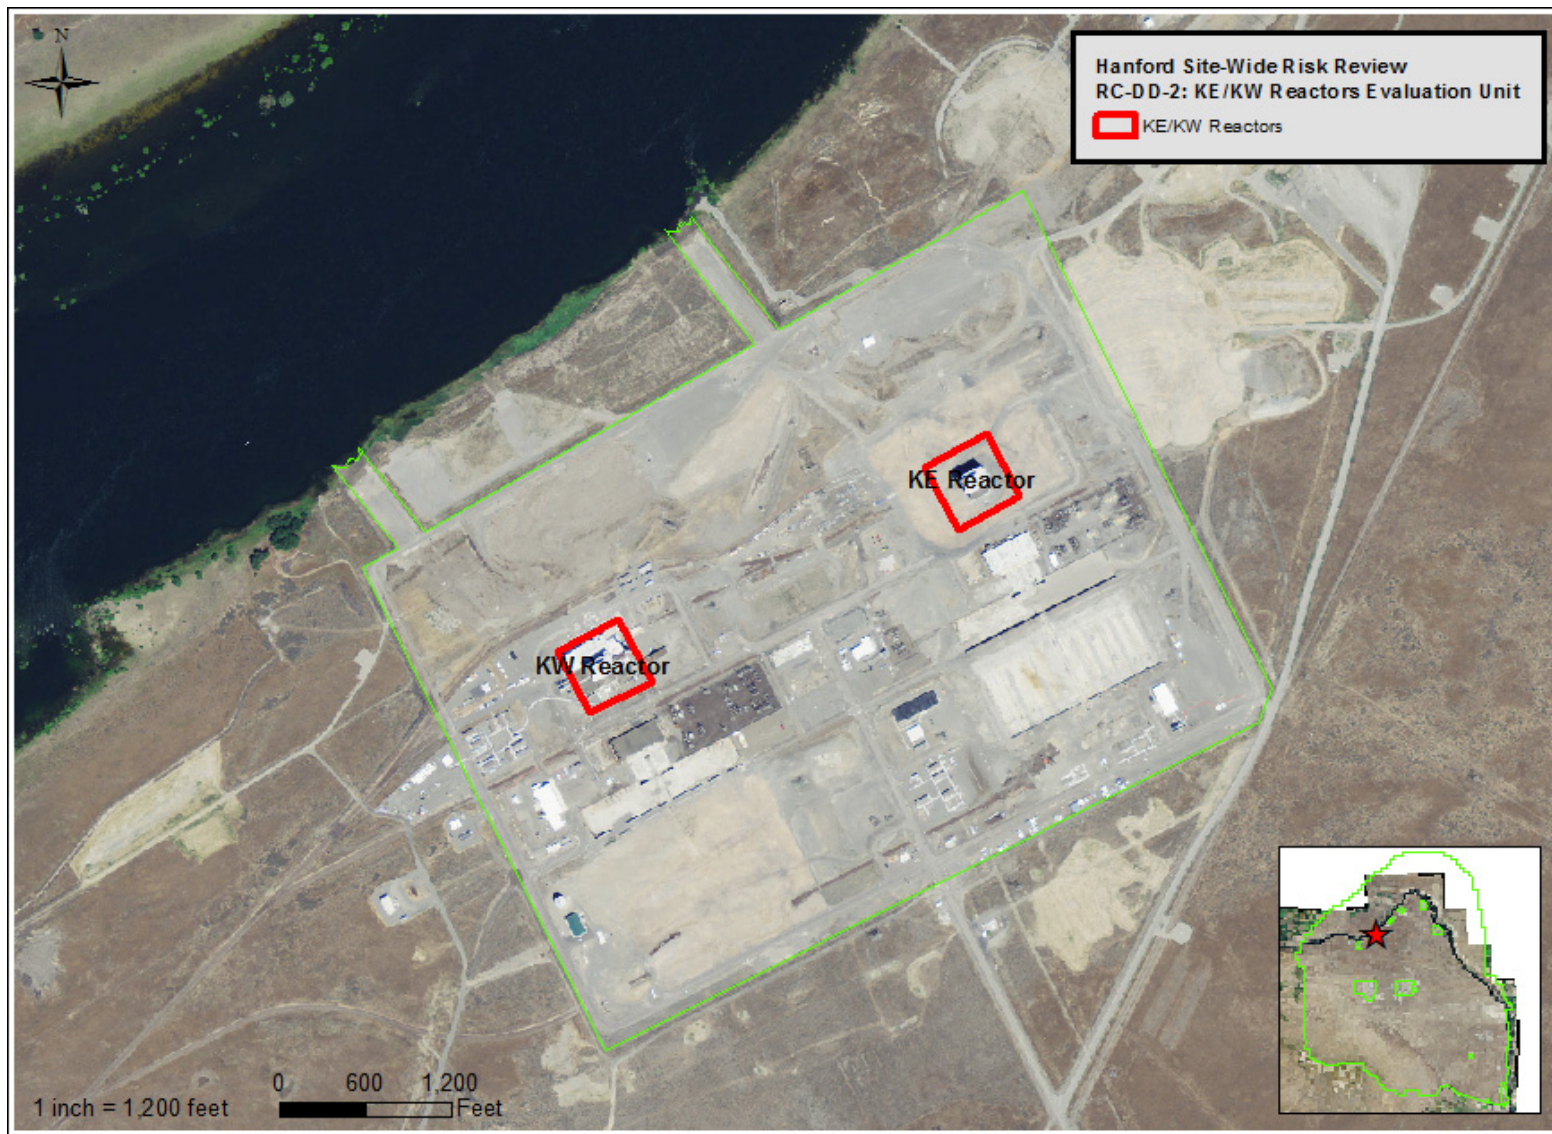 N
Hanford Site-Wide Risk Review
RC-DD-2: KE/KW Reactors Evaluation Unit
KE/KW Reactors
KE Reactor
KW Reactor
0 600 1,200
1 inch = 1,200 feet
Feet